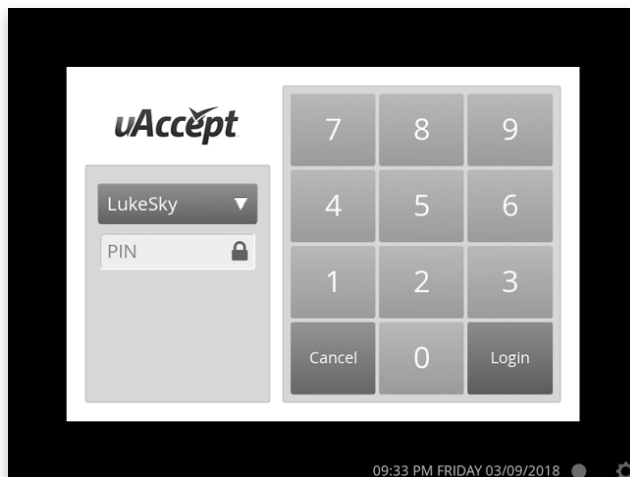 uAccept
LukeSky
PIN
7 8 9
4 5 6
1 2 3
Cancel 0 Login
09:33 PM FRIDAY 03/09/2018